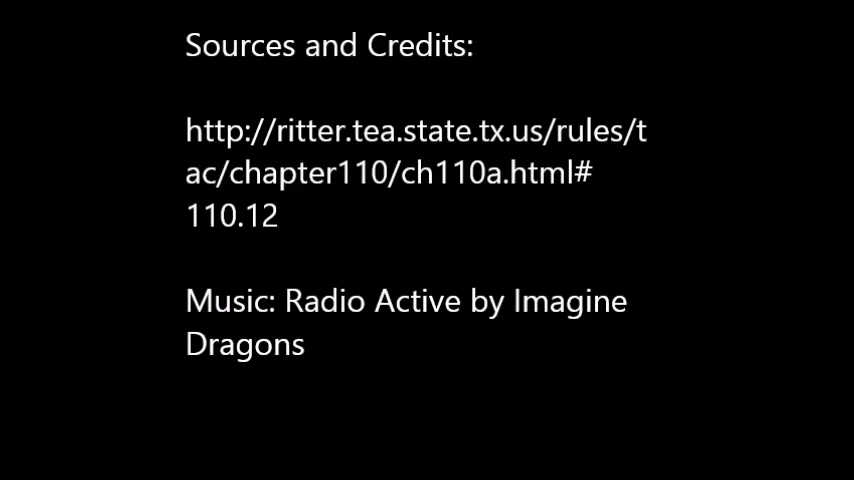 Sources and Credits:
http://ritter.tea.state.tx.us/rules/t
ac/chapter110/ch110a.html#
110.12
Music: Radio Active by Imagine
Dragons